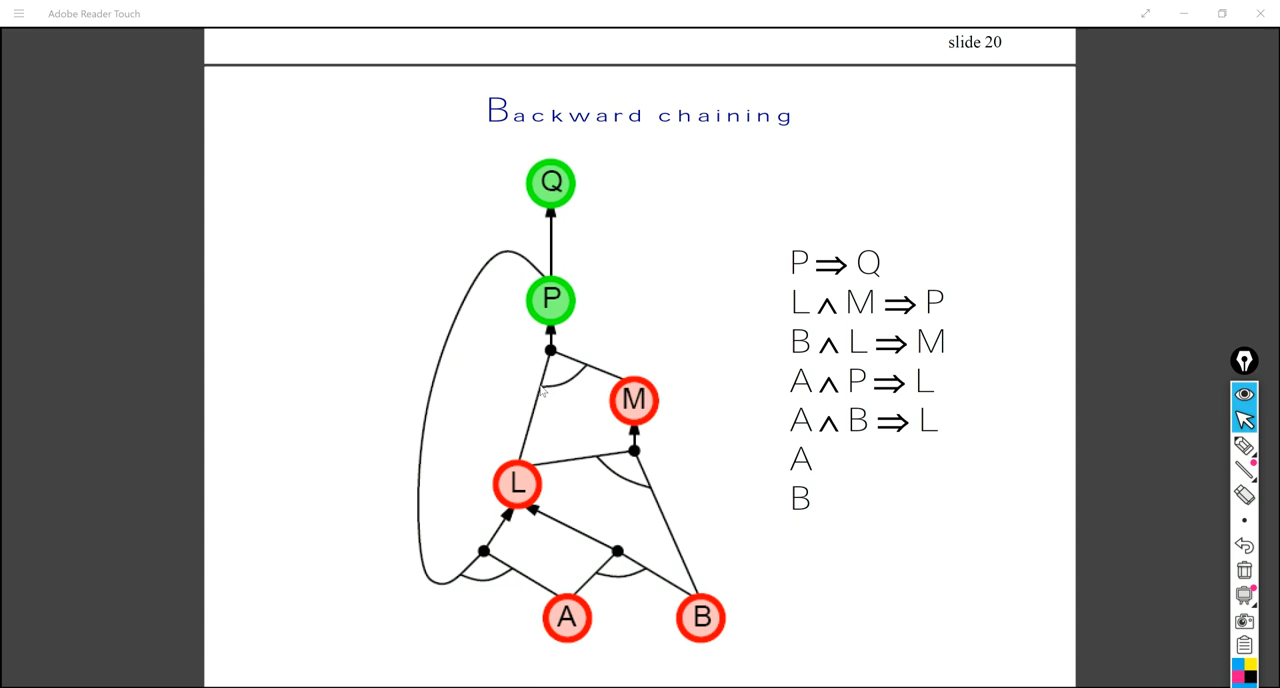 Adobe Reader Touch
slide 20
Backward chaining
Q
P
M
L
A
B
P ⇒ Q
L ∧ M ⇒ P
B ∧ L ⇒ M
A ∧ P ⇒ L
A ∧ B ⇒ L
A
B